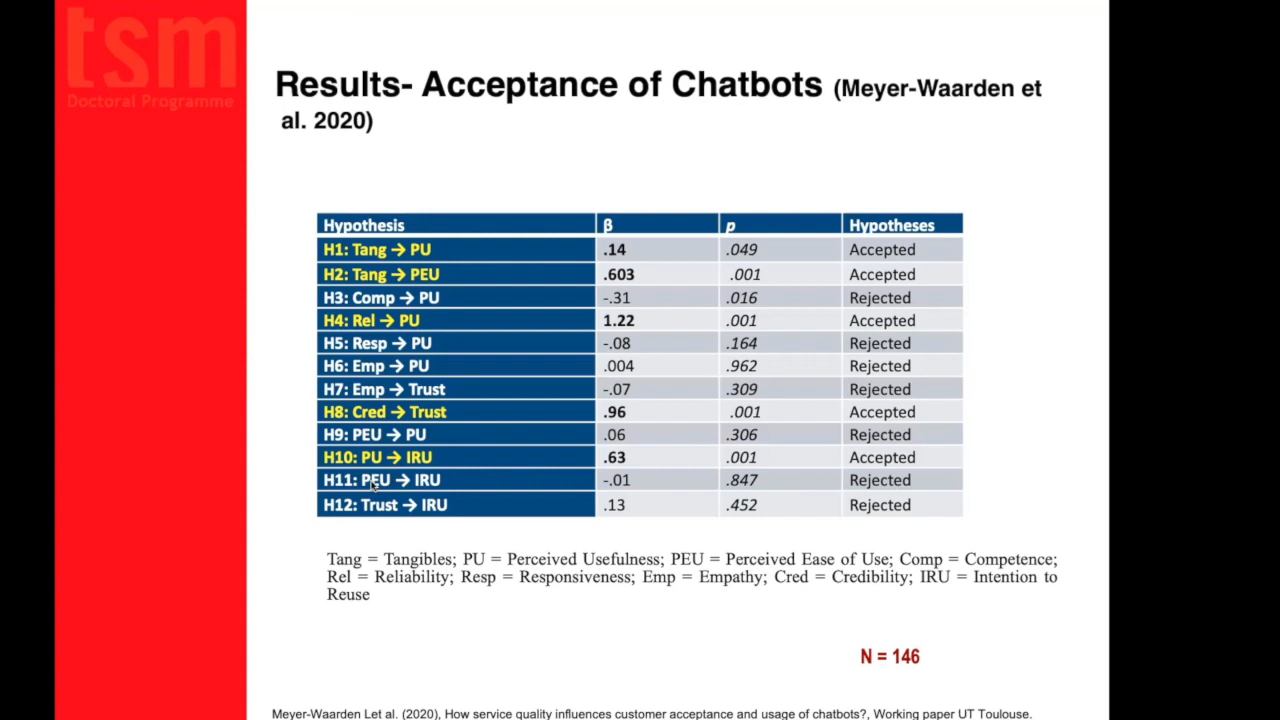 tsm
Doctoral Programme
Results- Acceptance of Chatbots (Meyer-Waarden et
al. 2020)
Hypothesis β p Hypotheses
H1: Tang → PU .14 .049 Accepted
H2: Tang → PEU .603 .001 Accepted
H3: Comp → PU -.31 .016 Rejected
H4: Rel → PU 1.22 .001 Accepted
H5: Resp → PU -.08 .164 Rejected
H6: Emp → PU .004 .962 Rejected
H7: Emp → Trust -.07 .309 Rejected
H8: Cred → Trust .96 .001 Accepted
H9: PEU → PU .06 .306 Rejected
H10: PU → IRU .63 .001 Accepted
H11: PEU → IRU -.01 .847 Rejected
H12: Trust → IRU .13 .452 Rejected
Tang = Tangibles; PU = Perceived Usefulness; PEU = Perceived Ease of Use; Comp = Competence;
Rel = Reliability; Resp = Responsiveness; Emp = Empathy; Cred = Credibility; IRU = Intention to
Reuse
N = 146
Meyer-Waarden Let al. (2020), How service quality influences customer acceptance and usage of chatbots?, Working paper UT Toulouse.